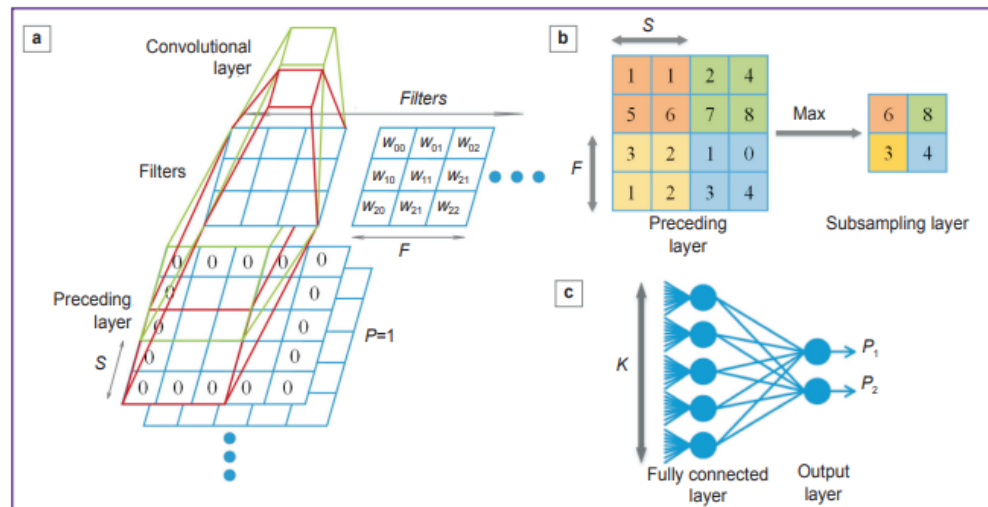 a
Convolutional
layer
Filters
Filters
W00 W01 W02
W10 W11 W21
W20 W21 W22
F
0 0 0 0 0
0 0
Preceding
layer
0 0
P=1
S
0 0
0 0 0 0 0
b
S
1 1 2 4
5 6 7 8
3 2 1 0
1 2 3 4
F
Preceding
layer
Max
6 8
3 4
Subsampling layer
c
K
P1
P2
Fully connected
layer
Output
layer